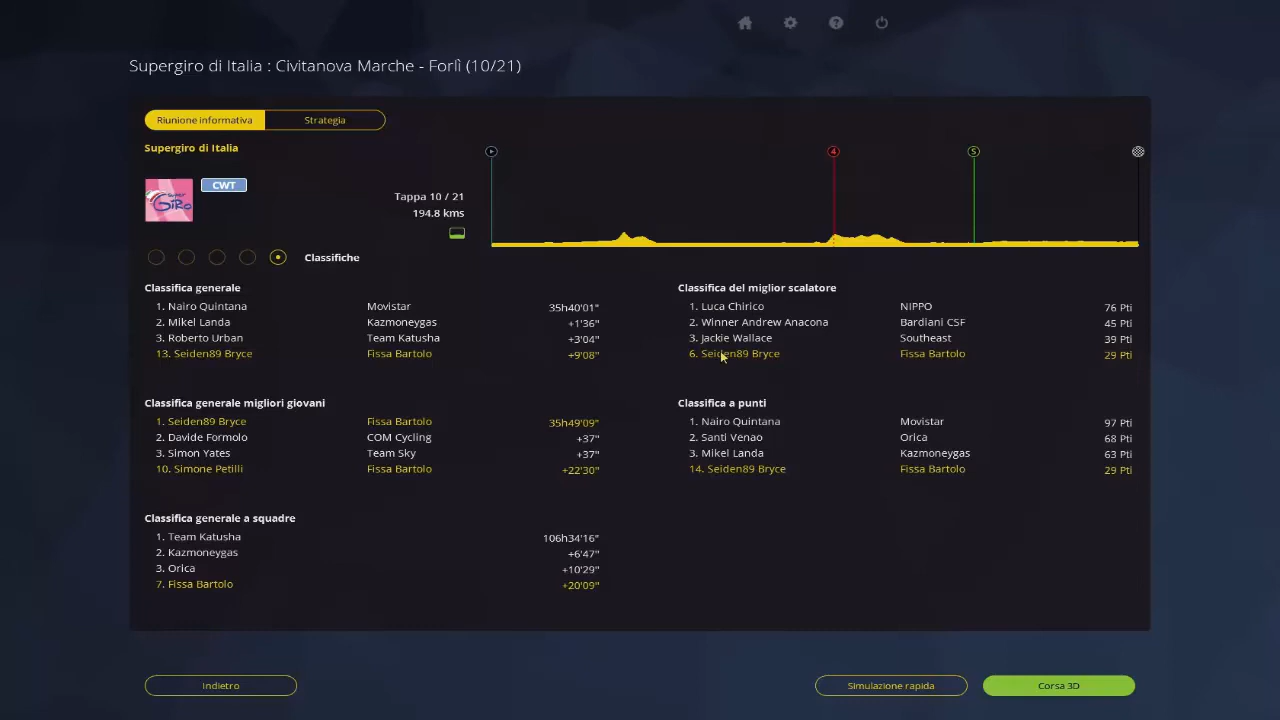 Supergiro di Italia : Civitanova Marche - Forlì (10/21)
Riunione informativa Strategia
Supergiro di Italia
4 S
CWT
SUPER GIRO
Tappa 10 / 21
194.8 kms
Classifiche
Classifica generale
1. Nairo Quintana Movistar 35h40'01"
2. Mikel Landa Kazmoneygas +1'36"
3. Roberto Urban Team Katusha +3'04"
13. Seiden89 Bryce Fissa Bartolo +9'08"
Classifica del miglior scalatore
1. Luca Chirico NIPPO 76 Pti
2. Winner Andrew Anacona Bardiani CSF 45 Pti
3. Jackie Wallace Southeast 39 Pti
6. Seiden89 Bryce Fissa Bartolo 29 Pti
Classifica generale migliori giovani
1. Seiden89 Bryce Fissa Bartolo 35h49'09"
2. Davide Formolo COM Cycling +37"
3. Simon Yates Team Sky +37"
10. Simone Petilli Fissa Bartolo +22'30"
Classifica a punti
1. Nairo Quintana Movistar 97 Pti
2. Santi Venao Orica 68 Pti
3. Mikel Landa Kazmoneygas 63 Pti
14. Seiden89 Bryce Fissa Bartolo 29 Pti
Classifica generale a squadre
1. Team Katusha 106h34'16"
2. Kazmoneygas +6'47"
3. Orica +10'29"
7. Fissa Bartolo +20'09"
Indietro Simulazione rapida Corsa 3D